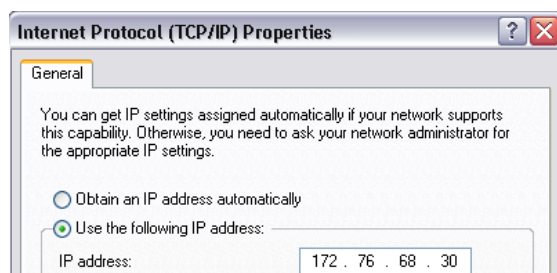 Internet Protocol (TCP/IP) Properties
General
You can get IP settings assigned automatically if your network supports
this capability. Otherwise, you need to ask your network administrator for
the appropriate IP settings.
Obtain an IP address automatically
Use the following IP address:
IP address: 172 . 76 . 68 . 30